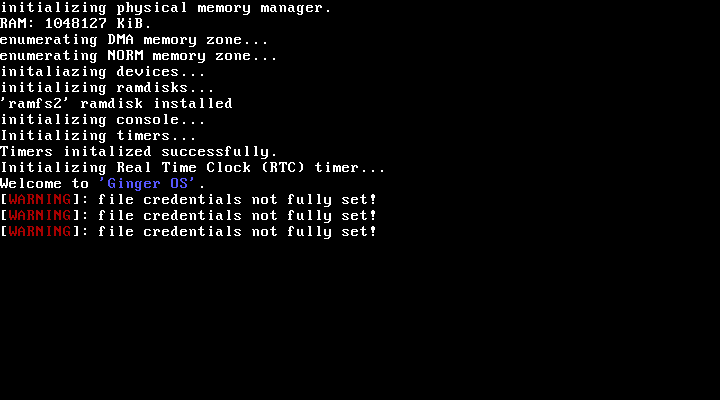 initializing physical memory manager.
RAM: 1048127 KiB.
enumerating DMA memory zone...
enumerating NORM memory zone...
initaliazing devices...
initializing ramdisks...
'ramfs2' ramdisk installed
initializing console...
Initializing timers...
Timers initalized successfully.
Initializing Real Time Clock (RTC) timer...
Welcome to 'Ginger OS'.
[WARNING]: file credentials not fully set!
[WARNING]: file credentials not fully set!
[WARNING]: file credentials not fully set!